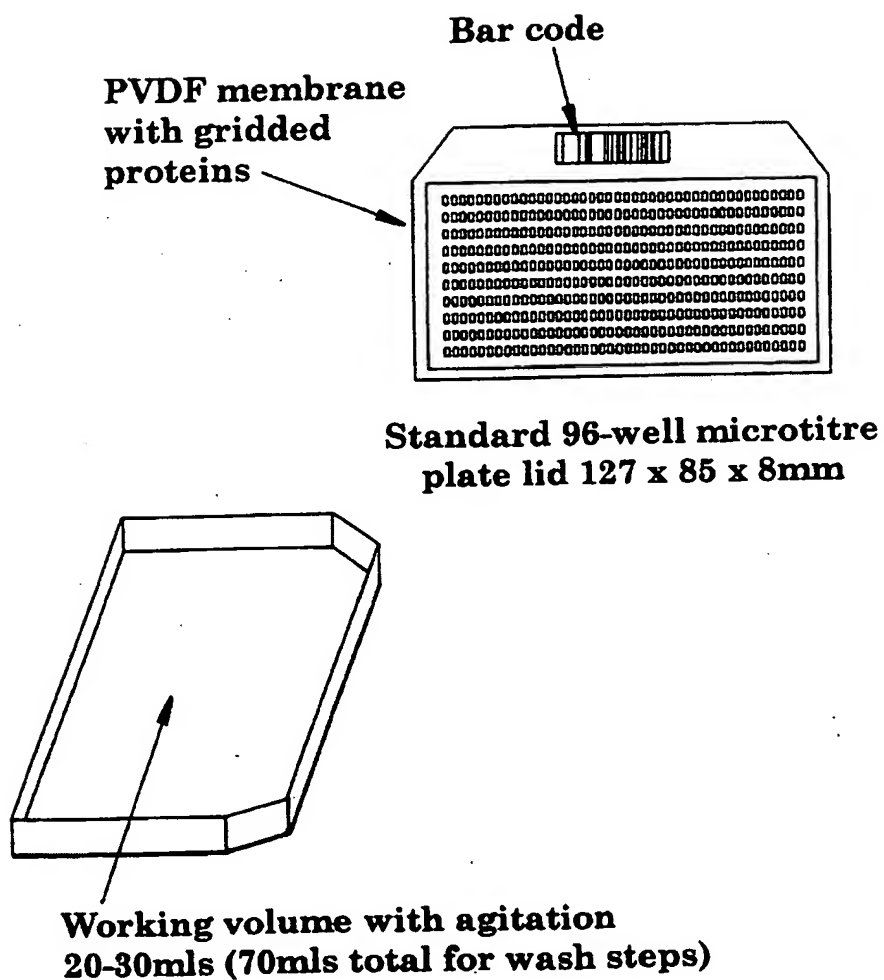 Bar code
PVDF membrane
with gridded
proteins
Standard 96-well microtitre
plate lid 127 x 85 x 8mm
Working volume with agitation
20-30mls (70mls total for wash steps)